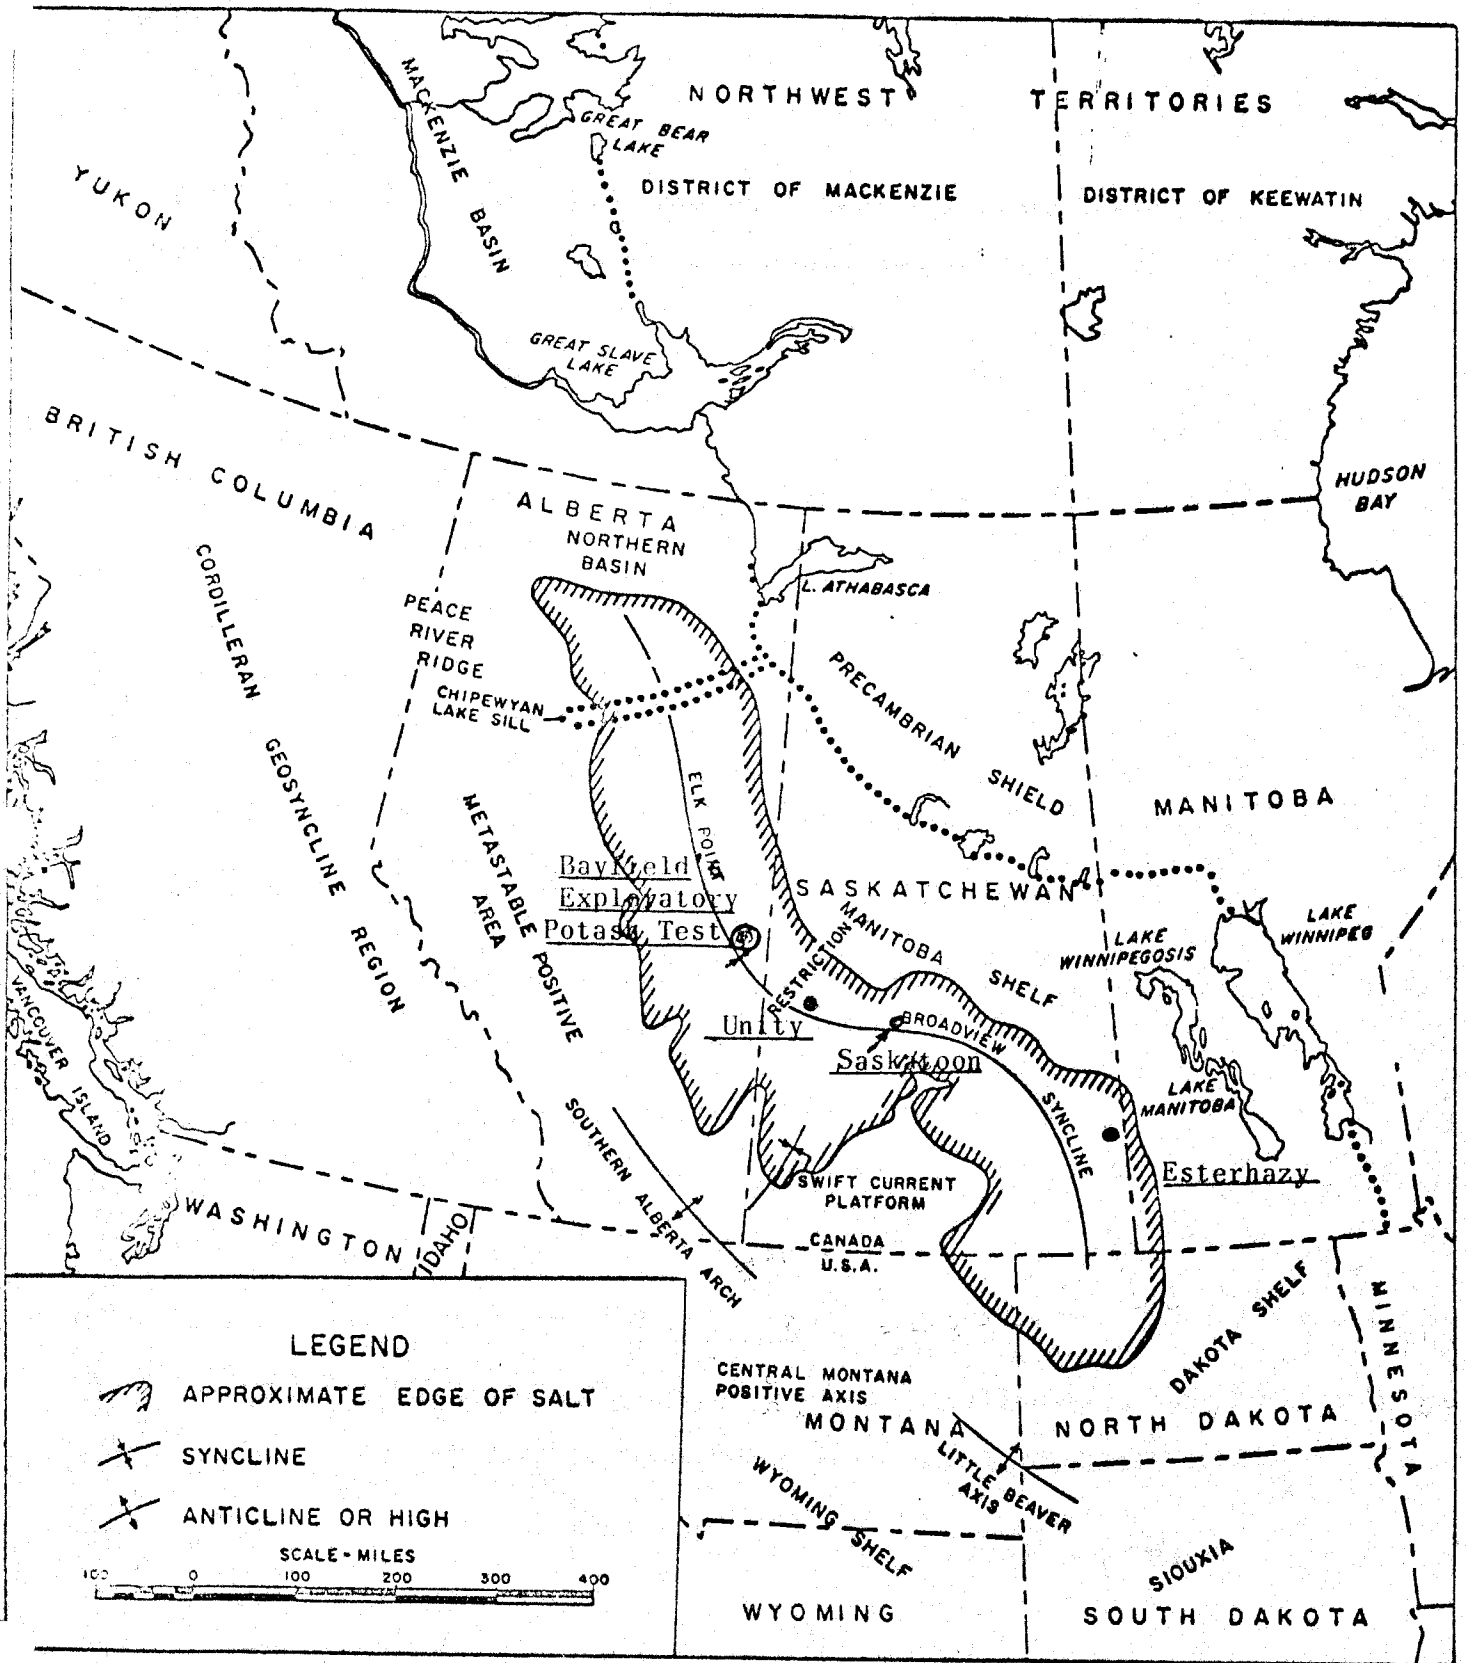 NORTHWEST TERRITORIES
MACKENZIE BASIN
GREAT BEAR
LAKE
DISTRICT OF MACKENZIE
DISTRICT OF KEEWATIN
YUKON
GREAT SLAVE
LAKE
BRITISH COLUMBIA
HUDSON
BAY
ALBERTA
NORTHERN
BASIN
L. ATHABASCA
CORDILLERAN GEOSYNCLINE REGION
PEACE
RIVER
RIDGE
CHIPEWYAN
LAKE SILL
PRECAMBRIAN SHIELD
MANITOBA
ELK POINT
METASTABLE POSITIVE
AREA
Bayfield
Exploratory
Potash Test
SASKATCHEWAN
MANITOBA SHELF
RESTRICTION
LAKE
WINNIPEG
LAKE
WINNIPEGOSIS
Unity
BROADVIEW
SYNCLINE
Saskatoon
LAKE
MANITOBA
VANCOUVER ISLAND
Esterhazy
SOUTHERN ALBERTA ARCH
SWIFT CURRENT
PLATFORM
WASHINGTON
IDAHO
CANADA
U.S.A.
DAKOTA SHELF
MINNESOTA
CENTRAL MONTANA
POSITIVE AXIS
MONTANA
NORTH DAKOTA
LITTLE BEAVER
AXIS
WYOMING SHELF
SIOUXIA
WYOMING
SOUTH DAKOTA
LEGEND
APPROXIMATE EDGE OF SALT
SYNCLINE
ANTICLINE OR HIGH
SCALE-MILES
100 0 100 200 300 400